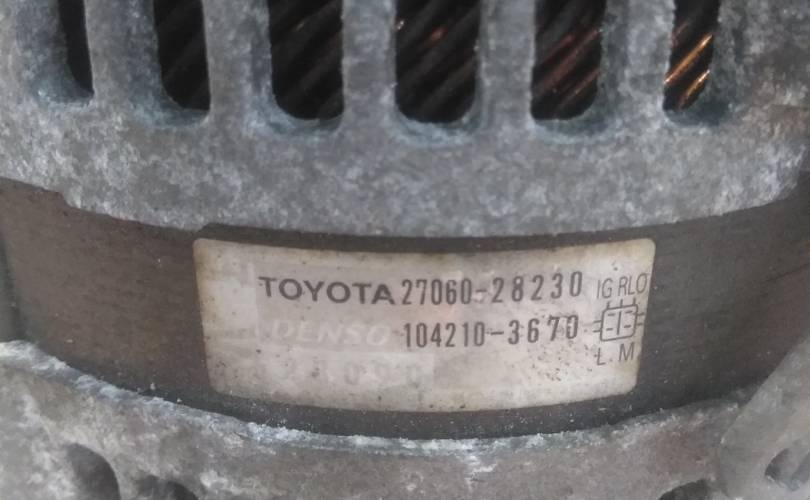 TOYOTA 27060-28230 IG RLO
DENSO 104210-3670
L M